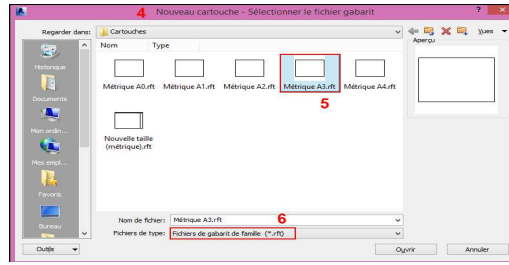 4 Nouveau cartouche - Sélectionner le fichier gabarit ? ×
Regarder dans: Cartouches Vues
Aperçu
Nom Type
Historique
Documents
Mon ordin...
Mes empl...
Favoris
Bureau
Métrique A0.rft Métrique A1.rft Métrique A2.rft Métrique A3.rft Métrique A4.rft
5
Nouvelle taille
(métrique).rft
Nom de fichier: Métrique A3.rft 6
Fichiers de type: Fichiers de gabarit de famille (*.rft)
Outils Ouvrir Annuler